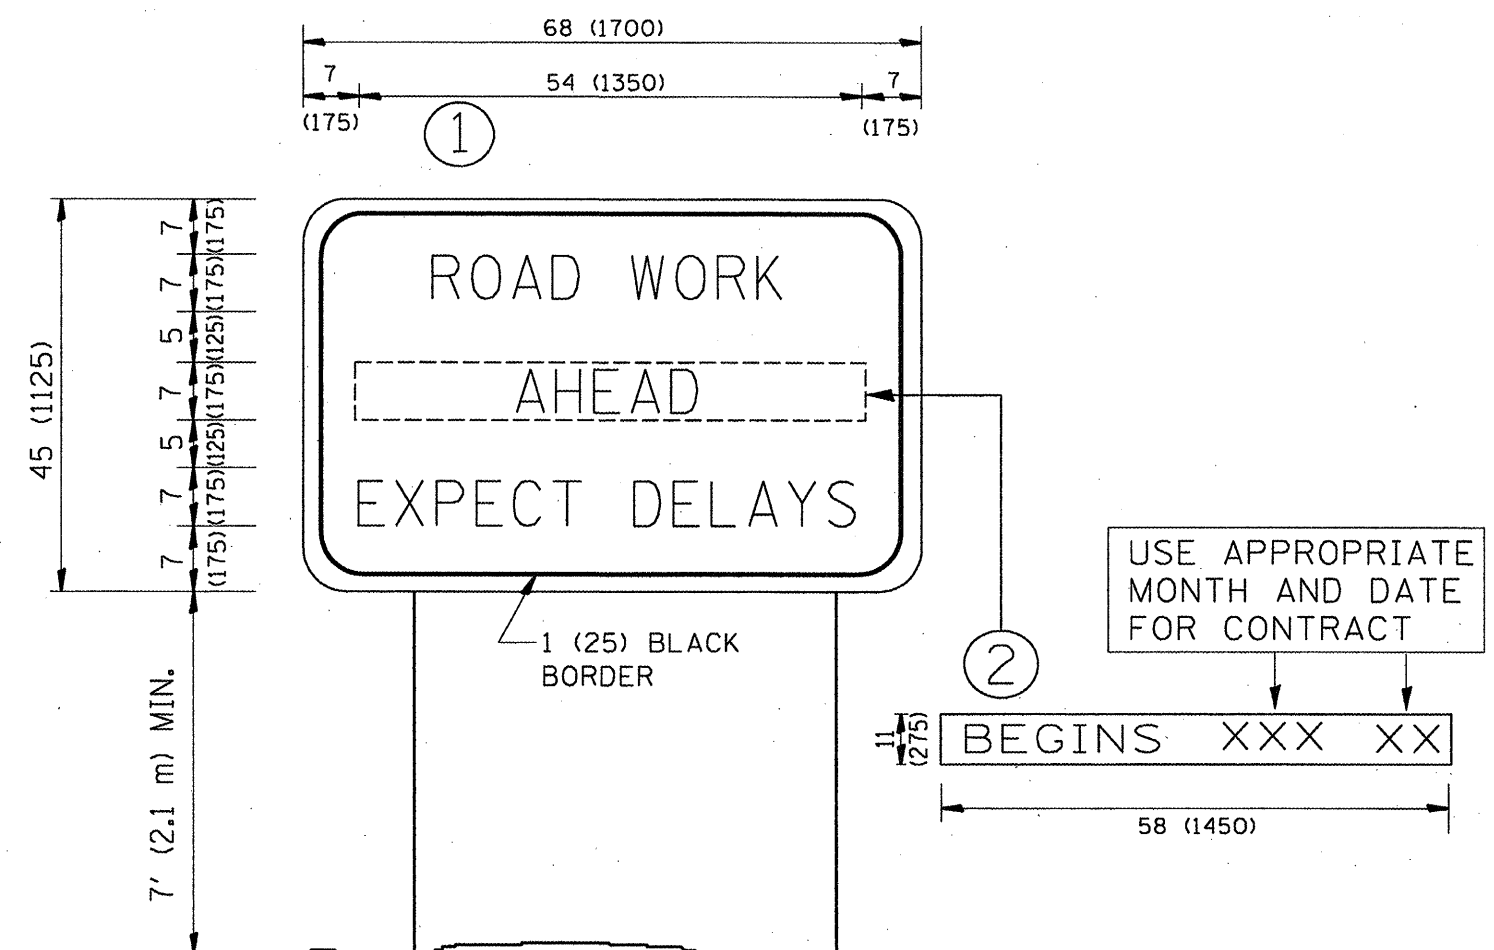 68 (1700)
7
54 (1350)
7
(175)
(175)
1
7
(175)
7
(175)
5
(125)
7
(175)
5
(125)
7
(175)
7
(175)
45 (1125)
ROAD WORK
AHEAD
EXPECT DELAYS
1 (25) BLACK
BORDER
7' (2.1 m) MIN.
USE APPROPRIATE
MONTH AND DATE
FOR CONTRACT
2
11
(275)
BEGINS XXX XX
58 (1450)